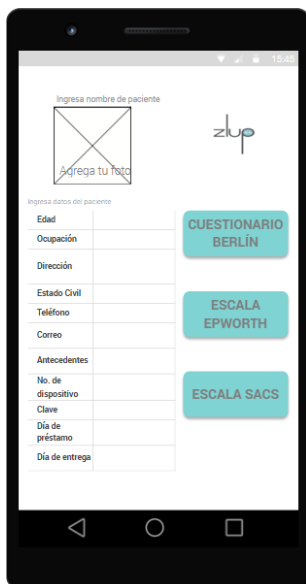 15:45
Ingresa nombre de paciente
Agrega tu foto
zlup
Ingresa datos del paciente
Edad
Ocupación
Dirección
Estado Civil
Teléfono
Correo
Antecedentes
No. de
dispositivo
Clave
Día de
préstamo
Día de entrega
CUESTIONARIO
BERLÍN
ESCALA
EPWORTH
ESCALA SACS